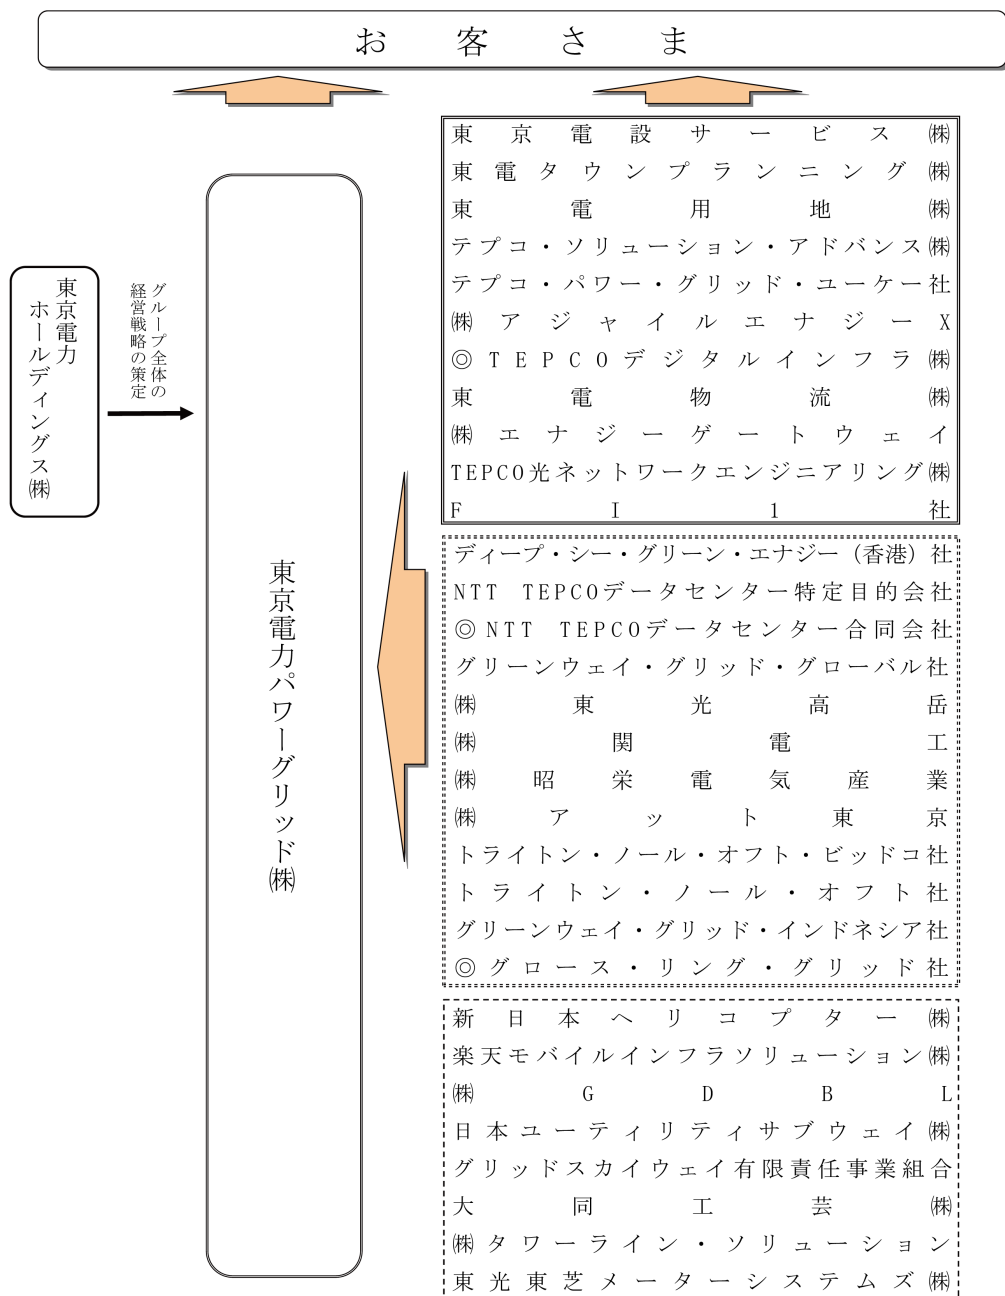 お客さま
東京電力
ホールディングス㈱
グループ全体の
経営戦略の策定
東京電力パワーグリッド㈱
東京電設サービス㈱
東電タウンプランニング㈱
東電用地㈱
テプコ・ソリューション・アドバンス㈱
テプコ・パワー・グリッド・ユーケー社
㈱アジャイルエナジーX
◎TEPCOデジタルインフラ㈱
東電物流㈱
㈱エナジーゲートウェイ
TEPCO光ネットワークエンジニアリング㈱
FI1社
ディープ・シー・グリーン・エナジー（香港）社
NTT TEPCOデータセンター特定目的会社
◎NTT TEPCOデータセンター合同会社
グリーンウェイ・グリッド・グローバル社
㈱東光高岳
㈱関電工
㈱昭栄電気産業
㈱アット東京
トライトン・ノール・オフト・ビッドコ社
トライトン・ノール・オフト社
グリーンウェイ・グリッド・インドネシア社
◎グロース・リング・グリッド社
新日本ヘリコプター㈱
楽天モバイルインフラソリューション㈱
㈱GDBL
日本ユーティリティサブウェイ㈱
グリッドスカイウェイ有限責任事業組合
大同工芸㈱
㈱タワーライン・ソリューション
東光東芝メーターシステムズ㈱